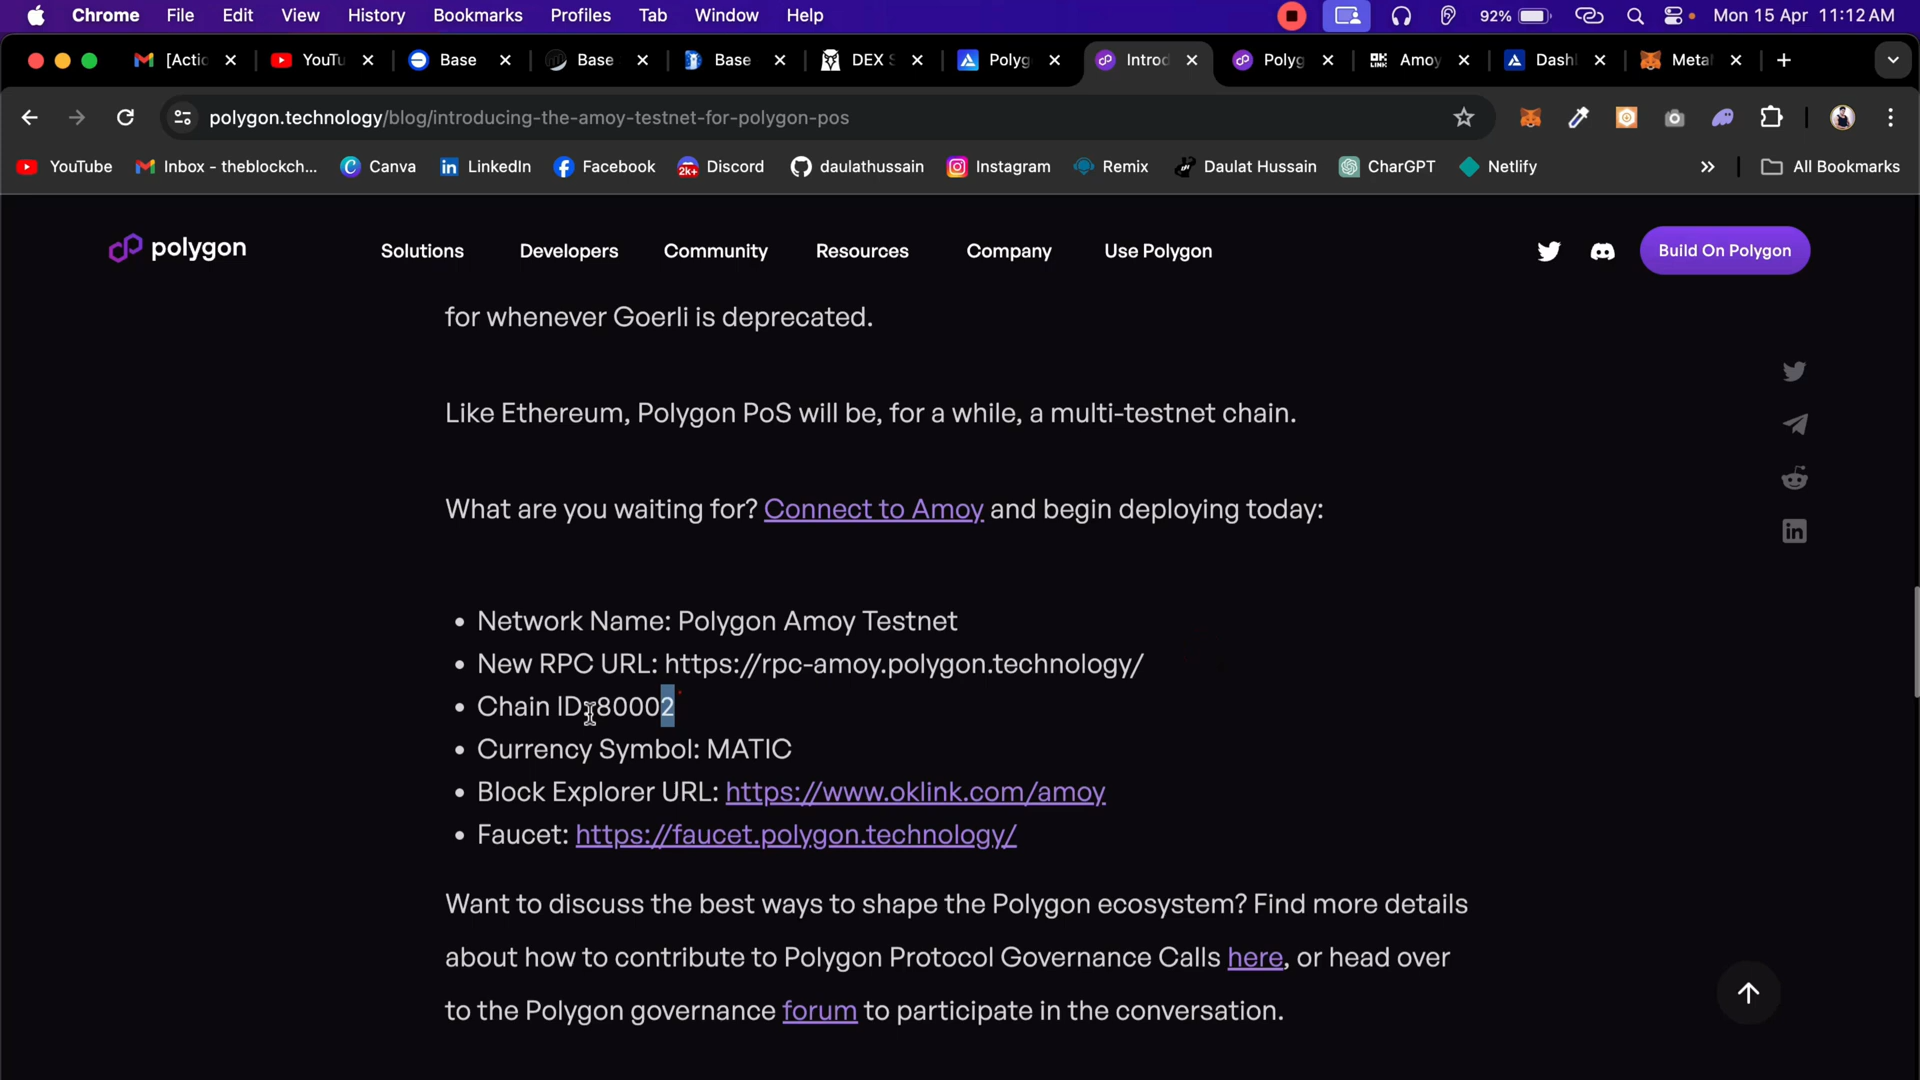 Chrome File Edit View History Bookmarks Profiles Tab Window Help 92% Mon 15 Apr 11:12 AM
[Actic YouTu Base Base Base DEX S Polyg Introd Polyg Amoy Dash Meta
polygon.technology/blog/introducing-the-amoy-testnet-for-polygon-pos
YouTube Inbox - theblockch... Canva LinkedIn Facebook Discord daulathussain Instagram Remix Daulat Hussain CharGPT Netlify All Bookmarks
polygon Solutions Developers Community Resources Company Use Polygon Build On Polygon
for whenever Goerli is deprecated.
Like Ethereum, Polygon PoS will be, for a while, a multi-testnet chain.
What are you waiting for? Connect to Amoy and begin deploying today:
• Network Name: Polygon Amoy Testnet
• New RPC URL: https://rpc-amoy.polygon.technology/
• Chain ID: 80002
• Currency Symbol: MATIC
• Block Explorer URL: https://www.oklink.com/amoy
• Faucet: https://faucet.polygon.technology/
Want to discuss the best ways to shape the Polygon ecosystem? Find more details
about how to contribute to Polygon Protocol Governance Calls here, or head over
to the Polygon governance forum to participate in the conversation.